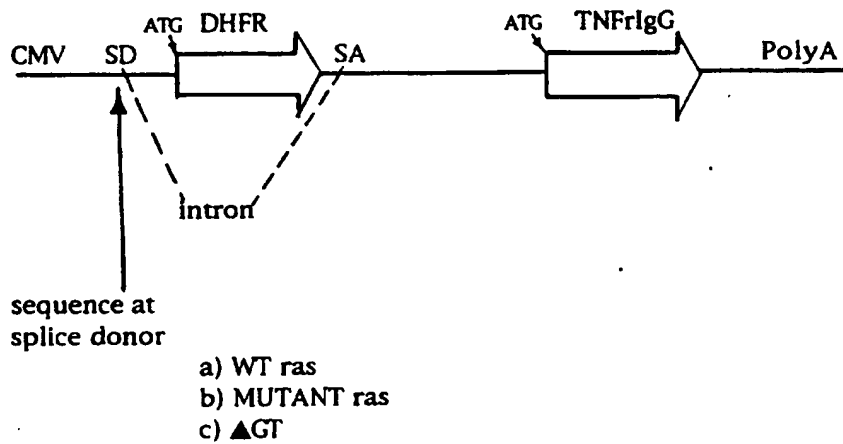 ATG DHFR ATG TNFrIgG
CMV SD SA PolyA
intron
sequence at
splice donor
a) WT ras
b) MUTANT ras
c) ▲GT